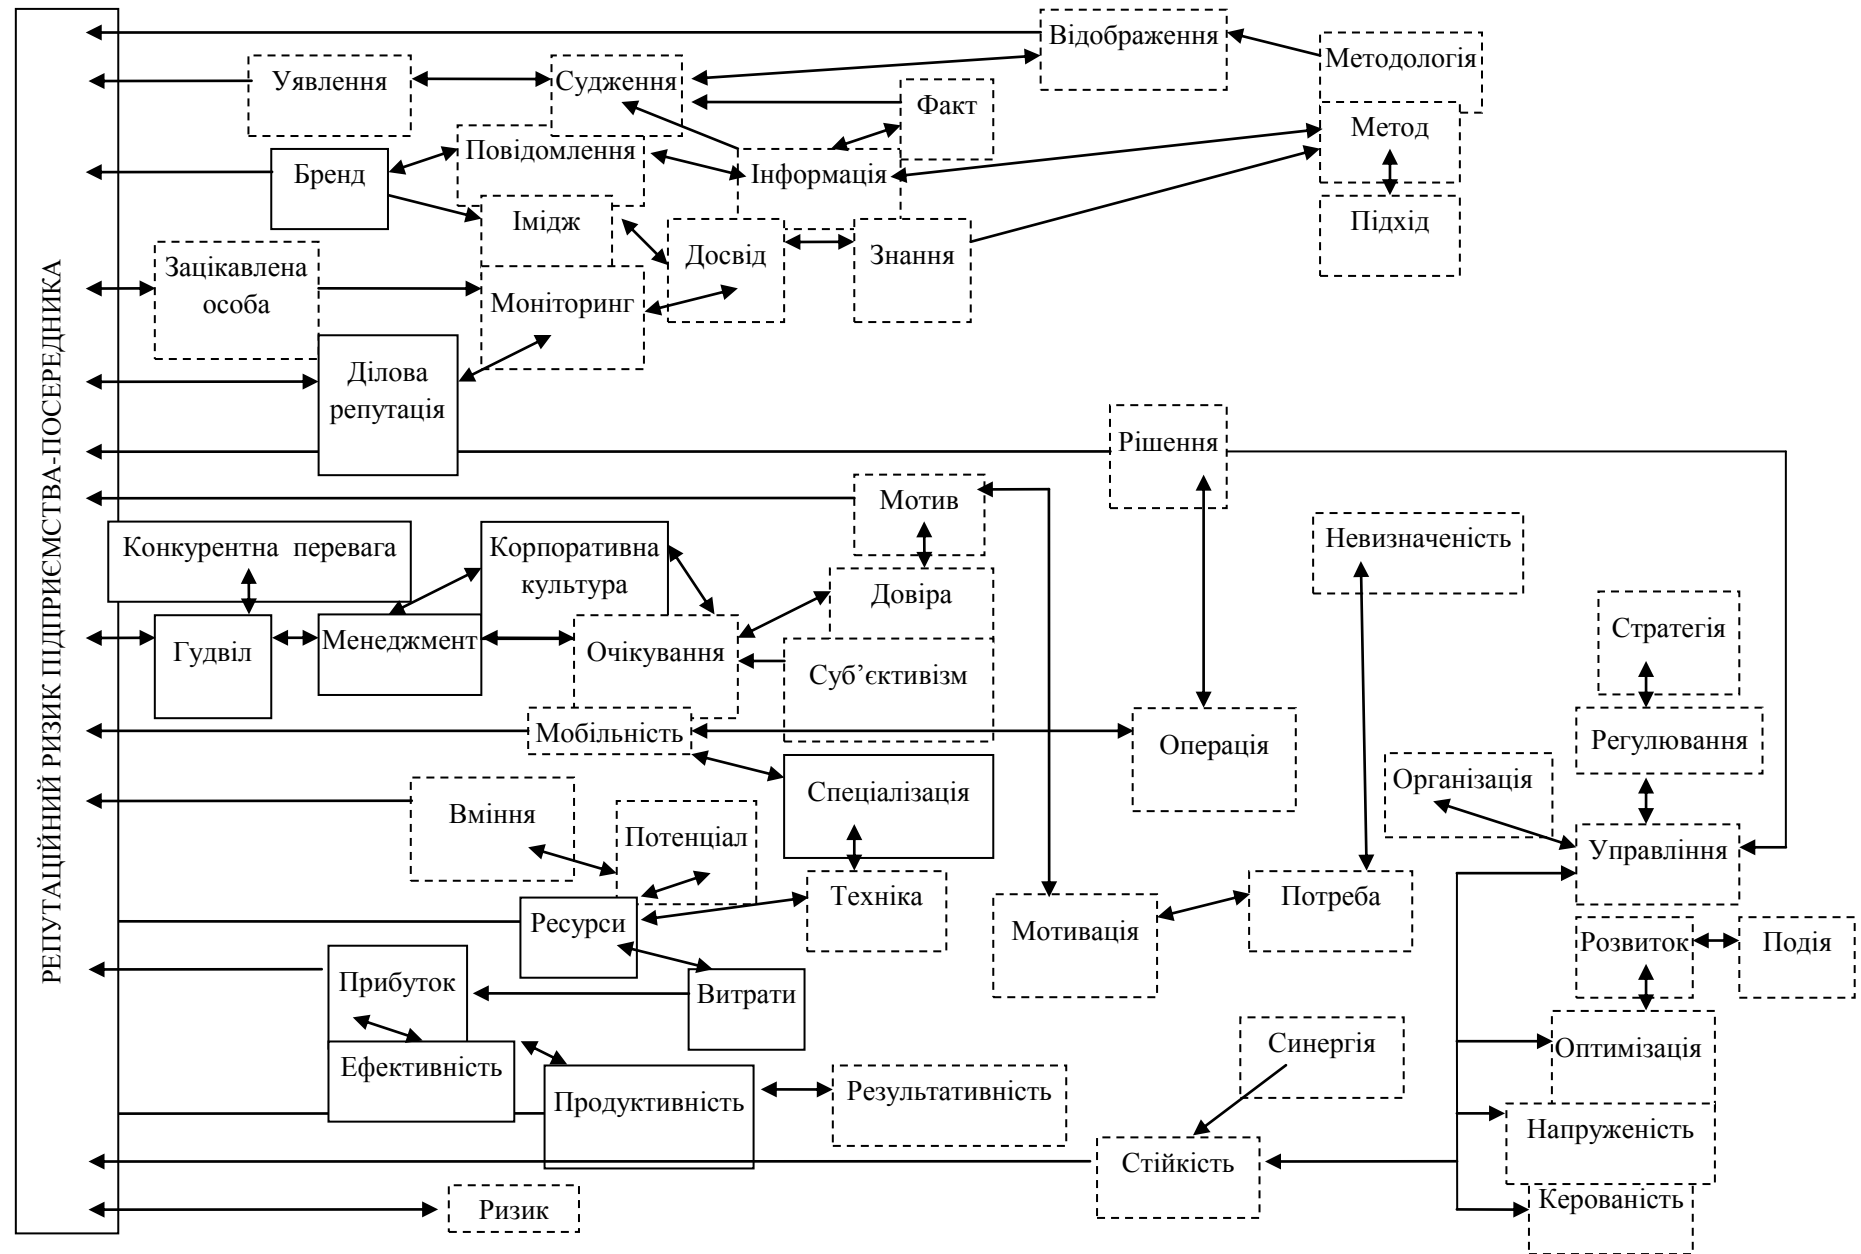 РЕПУТАЦІЙНИЙ РИЗИК ПІДПРИЄМСТВА-ПОСЕРЕДНИКА
Відображення
Методологія
Уявлення
Судження
Факт
Метод
Повідомлення
Інформація
Бренд
Імідж
Підхід
Досвід
Знання
Зацікавлена
особа
Моніторинг
Ділова
репутація
Рішення
Мотив
Невизначеність
Конкурентна перевага
Корпоративна
культура
Довіра
Стратегія
Гудвіл
Менеджмент
Очікування
Суб’єктивізм
Мобільність
Операція
Регулювання
Організація
Спеціалізація
Вміння
Потенціал
Управління
Техніка
Потреба
Ресурси
Мотивація
Розвиток
Подія
Прибуток
Витрати
Синергія
Оптимізація
Ефективність
Продуктивність
Результативність
Напруженість
Стійкість
Керованість
Ризик